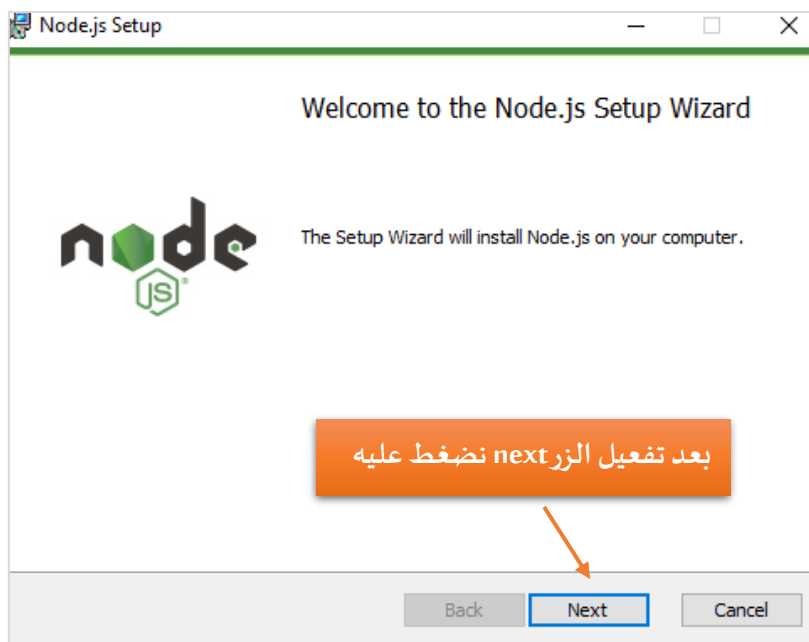 Node.js Setup
Welcome to the Node.js Setup Wizard
node
JS
The Setup Wizard will install Node.js on your computer.
بعد تفعيل الزر next نضغط عليه
Back
Next
Cancel